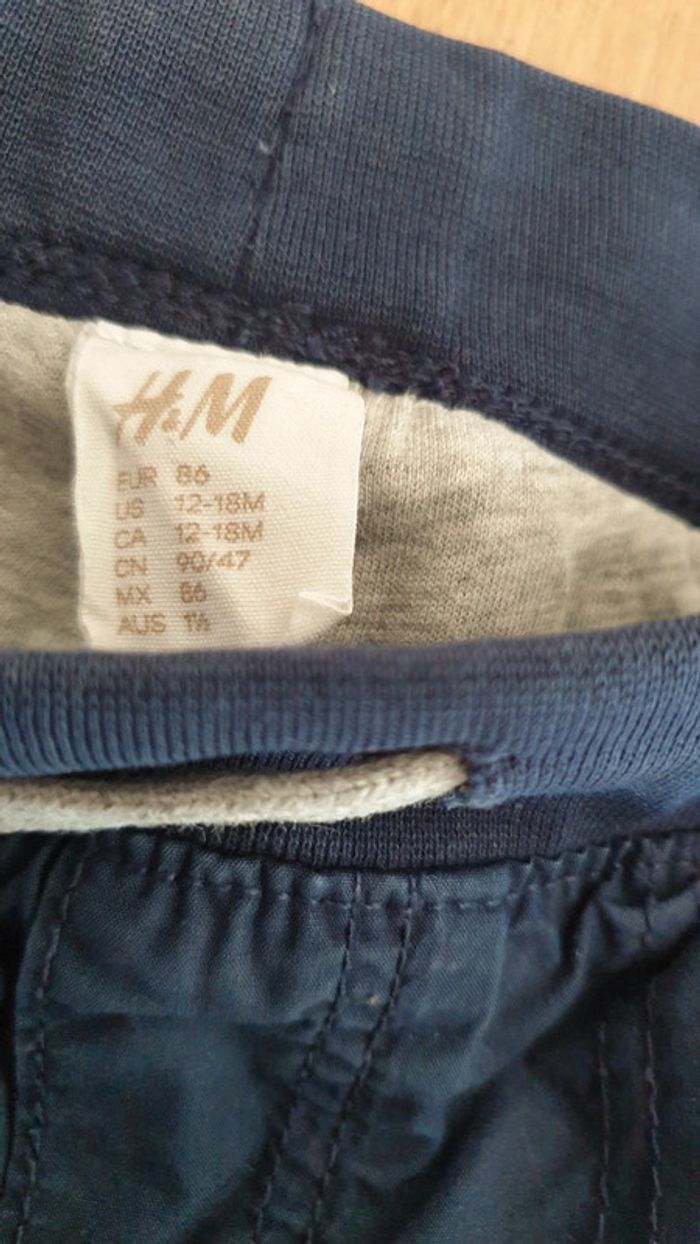 H&M
EUR 86
US 12-18M
CA 12-18M
CN 90/47
MX 86
AUS 1½